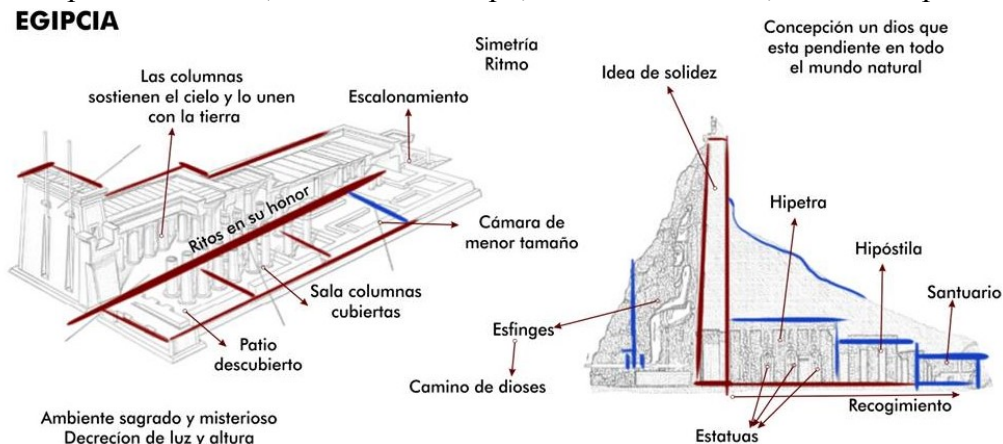 EGIPCIA
Simetría
Ritmo
Concepción un dios que
esta pendiente en todo
el mundo natural
Las columnas
sostienen el cielo y lo unen
con la tierra
Escalonamiento
Idea de solidez
Ritos en su honor
Cámara de
menor tamaño
Hipetra
Hipóstila
Santuario
Sala columnas
cubiertas
Patio
descubierto
Esfinges
Camino de dioses
Recogimiento
Estatuas
Ambiente sagrado y misterioso
Decrecíon de luz y altura